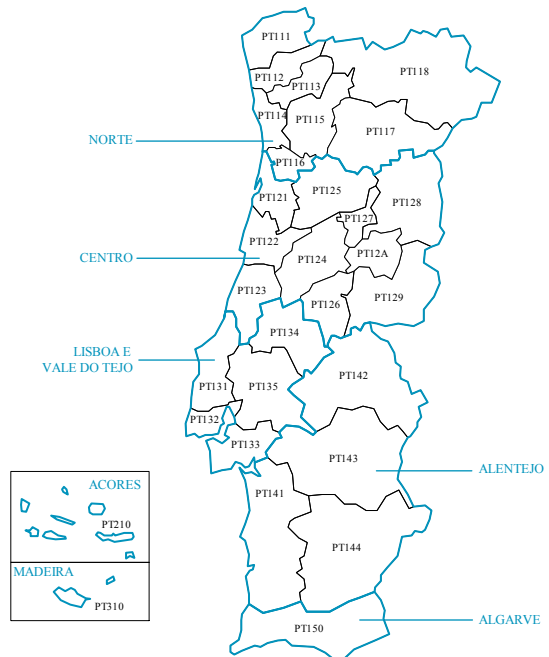 PT111
PT118
PT112
PT113
PT114
PT115
PT117
NORTE
PT116
PT125
PT121
PT128
PT127
PT122
PT12A
CENTRO
PT124
PT123
PT129
PT126
PT134
LISBOA E
VALE DO TEJO
PT142
PT131
PT135
PT132
PT133
PT143
ALENTEJO
ACORES
PT141
PT210
PT144
MADEIRA
PT310
PT150
ALGARVE